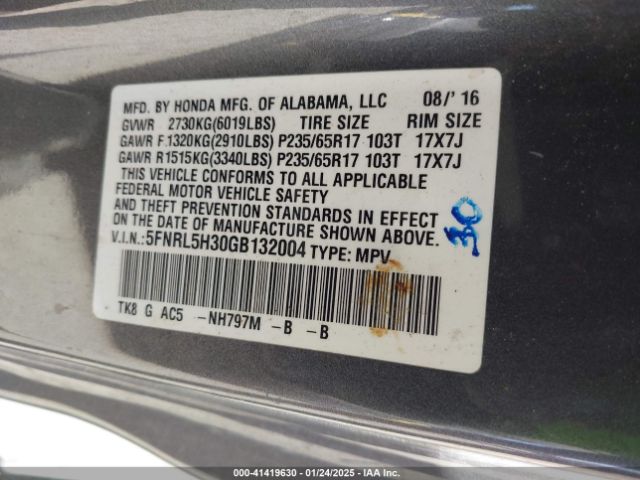 MFD. BY HONDA MFG. OF ALABAMA, LLC 08/'16
GVWR 2730KG(6019LBS) TIRE SIZE RIM SIZE
GAWR F.1320KG(2910LBS) P235/65R17 103T 17X7J
GAWR R1515KG(3340LBS) P235/65R17 103T 17X7J
THIS VEHICLE CONFORMS TO ALL APPLICABLE
FEDERAL MOTOR VEHICLE SAFETY
AND THEFT PREVENTION STANDARDS IN EFFECT
ON THE DATE OF MANUFACTURE SHOWN ABOVE.
V.I.N.:5FNRL5H30GB132004 TYPE: MPV
30
TK8 G AC5 -NH797M -B -B
000-41419630 - 01/24/2025 - IAA Inc.